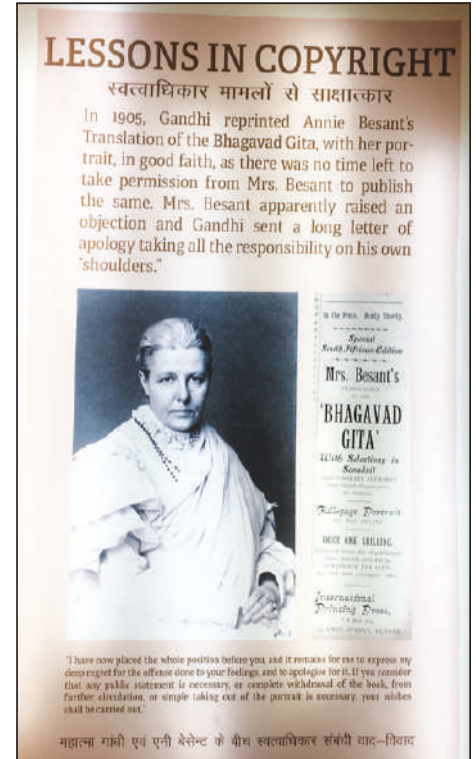 LESSONS IN COPYRIGHT
स्वत्वाधिकार मामलों से साक्षात्कार
In 1905, Gandhi reprinted Annie Besant's
Translation of the Bhagavad Gita, with her por-
trait, in good faith, as there was no time left to
take permission from Mrs. Besant to publish
the same. Mrs. Besant apparently raised an
objection and Gandhi sent a long letter of
apology taking all the responsibility on his own
"shoulders."
In the Press. Ready Shortly.
Special
South African Edition
Mrs. Besant's
'BHAGAVAD
GITA'
With Selections in
Sanskrit
Full-page Portrait
PRICE ONE SHILLING.
International
Printing Press,
"I have now placed the whole position before you, and it remains for me to express my
deep regret for the offense done to your feelings, and to apologise for it. If you consider
that any public statement is necessary, or complete withdrawal of the book, from
further circulation, or simple taking out of the portrait is necessary, your wishes
shall be carried out."
महात्मा गांधी एवं एनी बेसेन्ट के बीच स्वत्वाधिकार संबंधी वाद-विवाद